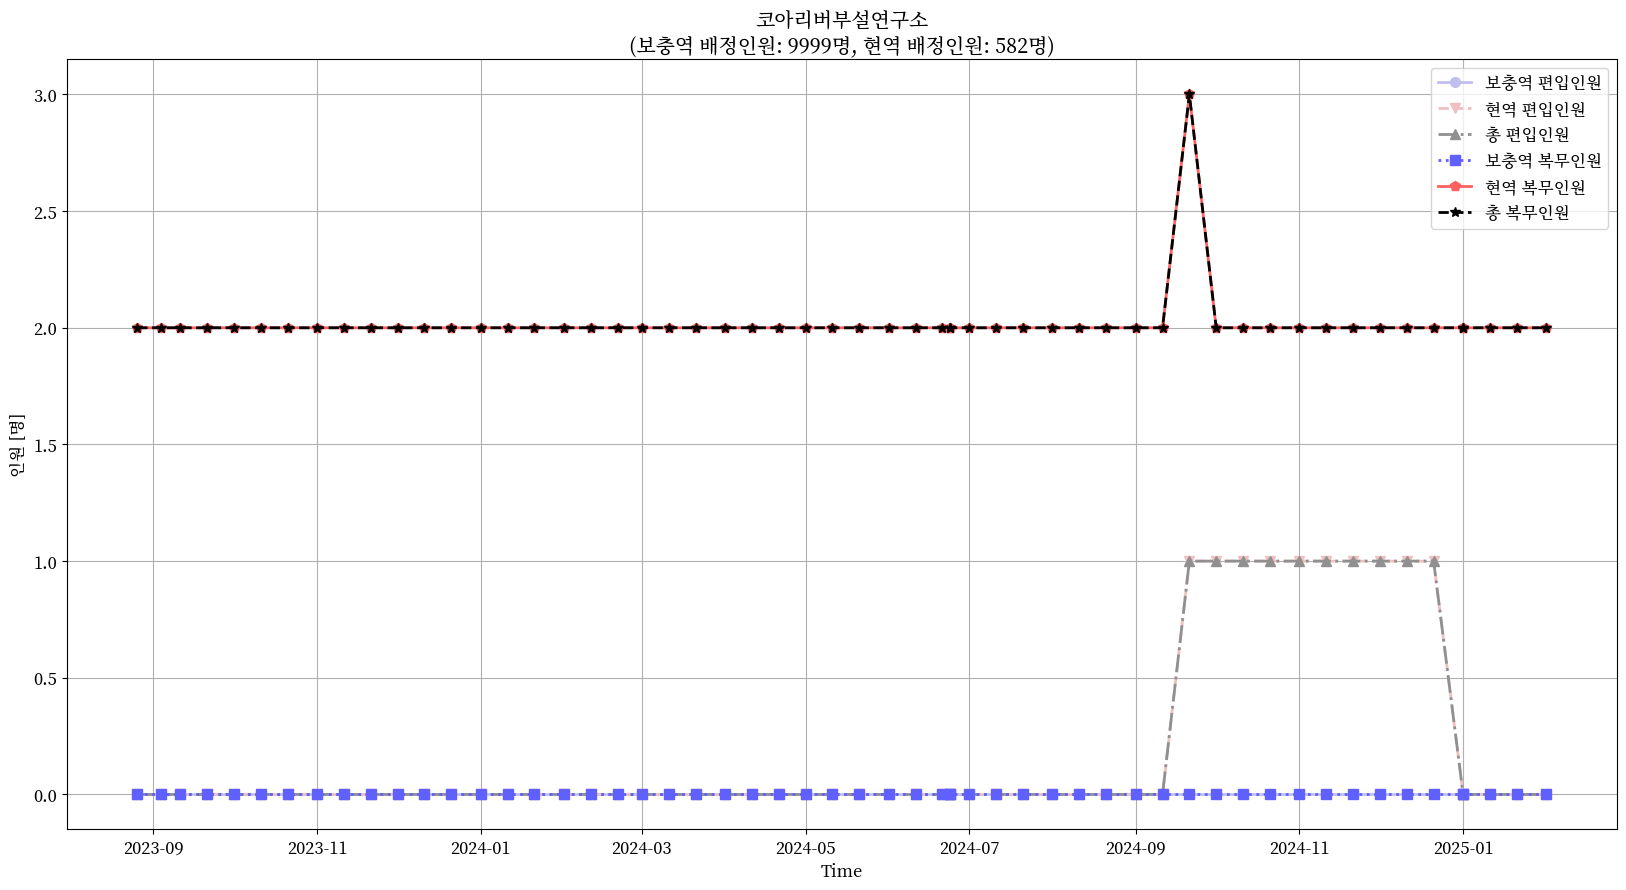 코아리버부설연구소
(보충역 배정인원: 9999명, 현역 배정인원: 582명)
보충역 편입인원
현역 편입인원
총 편입인원
보충역 복무인원
현역 복무인원
총 복무인원
인원 [명]
3.0
2.5
2.0
1.5
1.0
0.5
0.0
2023-09
2023-11
2024-01
2024-03
2024-05
2024-07
2024-09
2024-11
2025-01
Time